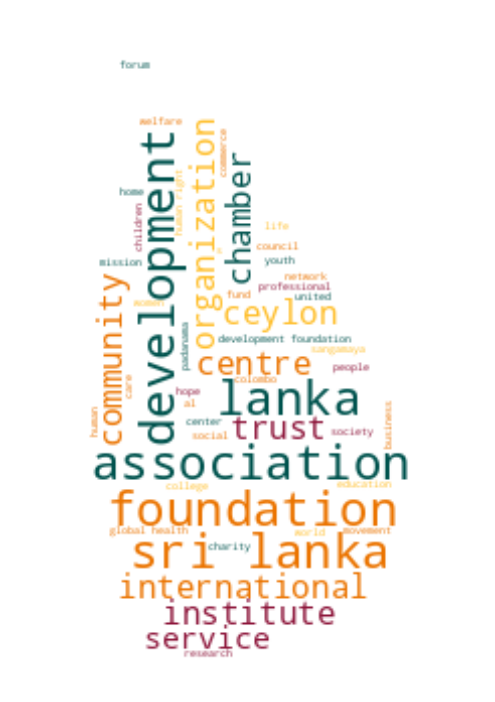 forum
welfare
development
organization
commerce
chamber
human right
home
children
mission
life
council
youth
network
professional
united
fund
women
community
ceylon
padanama
development foundation
sangamaya
centre
people
colombo
care
hope
lanka
al
human
center
trust
society
business
social
association
college
education
foundation
global health
world
movement
sri lanka
charity
international
institute
service
research